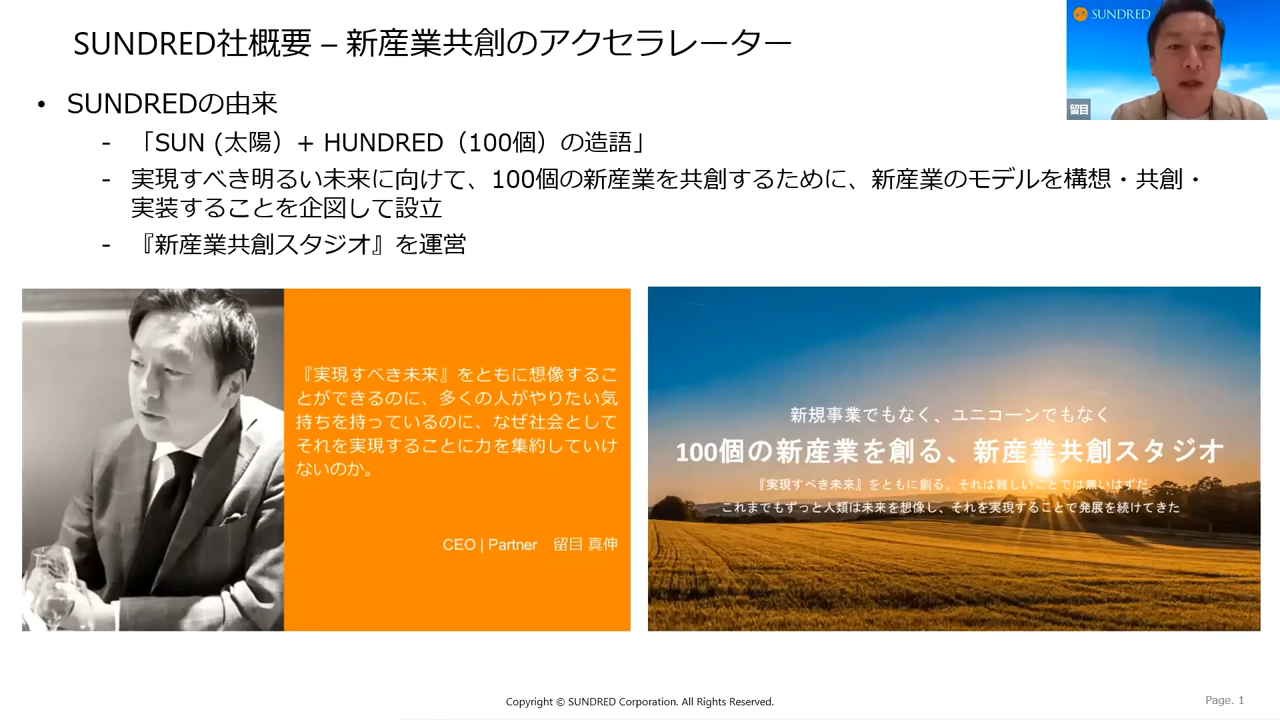 SUNDRED社概要 – 新産業共創のアクセラレーター
SUNDRED
留目
• SUNDREDの由来
- 「SUN (太陽）+ HUNDRED（100個）の造語」
- 実現すべき明るい未来に向けて、100個の新産業を共創するために、新産業のモデルを構想・共創・
実装することを企図して設立
- 『新産業共創スタジオ』を運営
『実現すべき未来』をともに想像するこ
とができるのに、多くの人がやりたい気
持ちを持っているのに、なぜ社会として
それを実現することに力を集約していけ
ないのか。
CEO | Partner 留目 真伸
新規事業でもなく、ユニコーンでもなく
100個の新産業を創る、新産業共創スタジオ
『実現すべき未来』をともに創る、それは難しいことでは無いはずだ
これまでもずっと人類は未来を想像し、それを実現することで発展を続けてきた
Copyright © SUNDRED Corporation. All Rights Reserved.
Page. 1